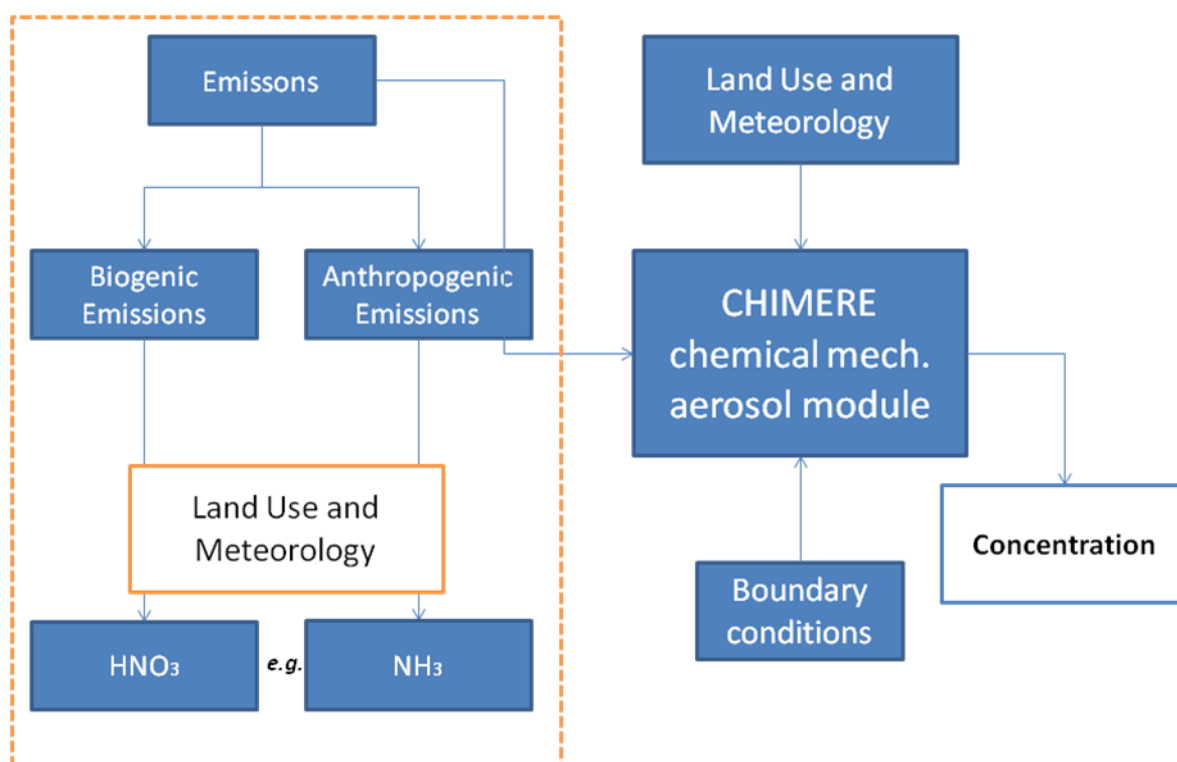 Emissons
Land Use and
Meteorology
Biogenic
Emissions
Anthropogenic
Emissions
CHIMERE
chemical mech.
aerosol module
Land Use and
Meteorology
Concentration
Boundary
conditions
HNO₃
e.g.
NH₃